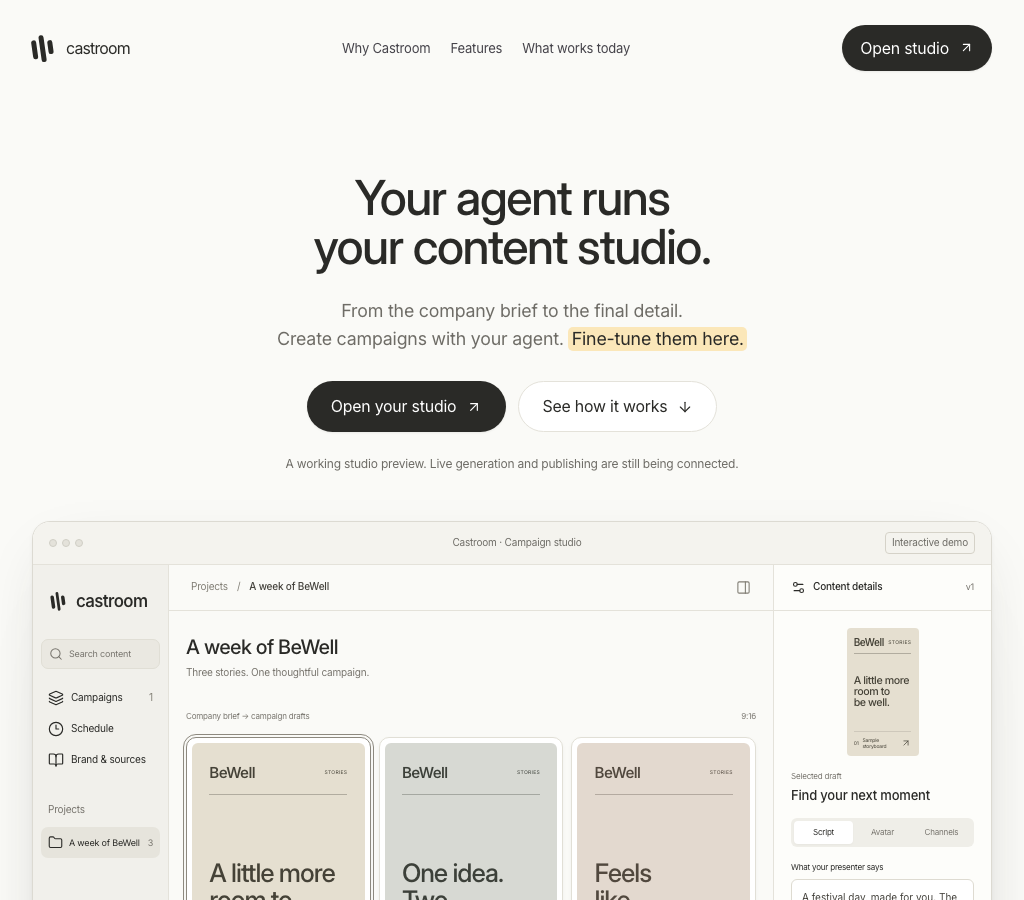 castroom
Why Castroom
Features
What works today
Open studio
Your agent runs
your content studio.
From the company brief to the final detail.
Create campaigns with your agent. Fine-tune them here.
Open your studio
See how it works
A working studio preview. Live generation and publishing are still being connected.
Castroom · Campaign studio
Interactive demo
castroom
Search content
Campaigns 1
Schedule
Brand & sources
Projects
A week of BeWell 3
Projects / A week of BeWell
A week of BeWell
Three stories. One thoughtful campaign.
Company brief → campaign drafts
9:16
BeWell STORIES
A little more
room to
BeWell STORIES
One idea.
Two
BeWell STORIES
Feels
like
Content details v1
BeWell STORIES
A little more
room to
be well.
01 Sample
storyboard
Selected draft
Find your next moment
Script
Avatar
Channels
What your presenter says
A festival day, made for you. The